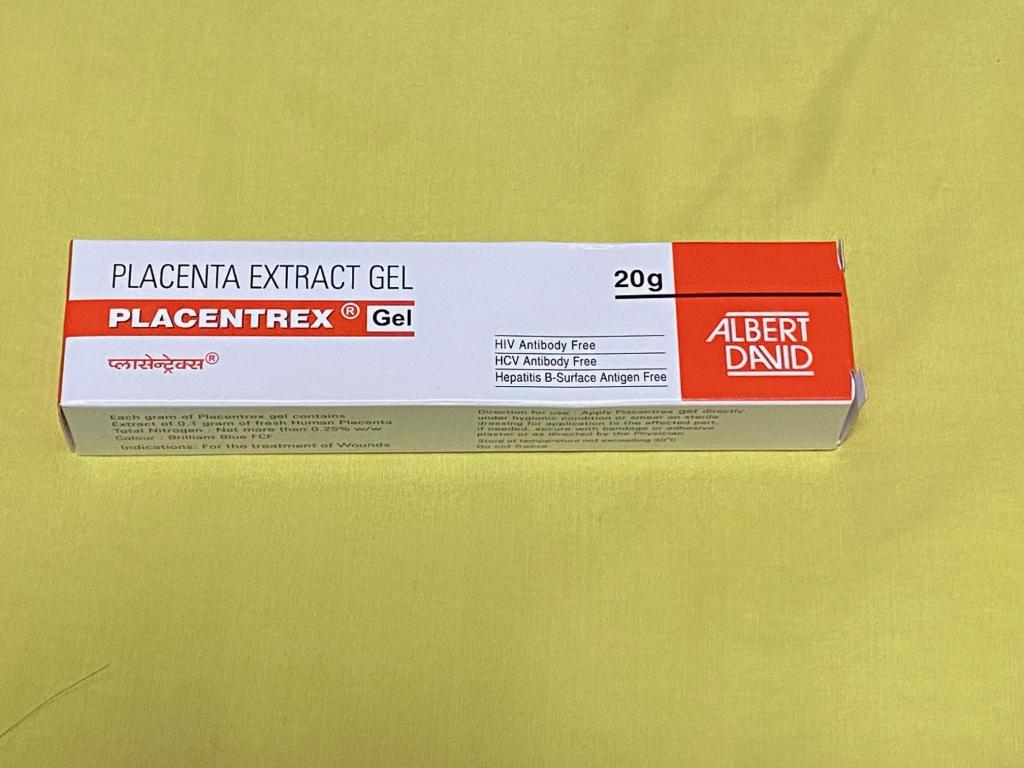 PLACENTA EXTRACT GEL
PLACENTREX ® Gel
प्लासेन्ट्रेक्स®
20g
HIV Antibody Free
HCV Antibody Free
Hepatitis B-Surface Antigen Free
ALBERT
DAVID
Each gram of Placentrex gel contains
Extract of 0.1 gram of fresh Human Placenta
Total Nitrogen : Not more than 0.25% w/w
Colour : Brilliant Blue FCF
Indications: For the treatment of Wounds
Direction for use : Apply Placentrex gel directly
under hygienic condition or smear on sterile
dressing for application to the affected part,
if needed, secure with bandage or adhesive
plaster or as directed by the Physician
Store at temperature not exceeding 30°C
Do not freeze